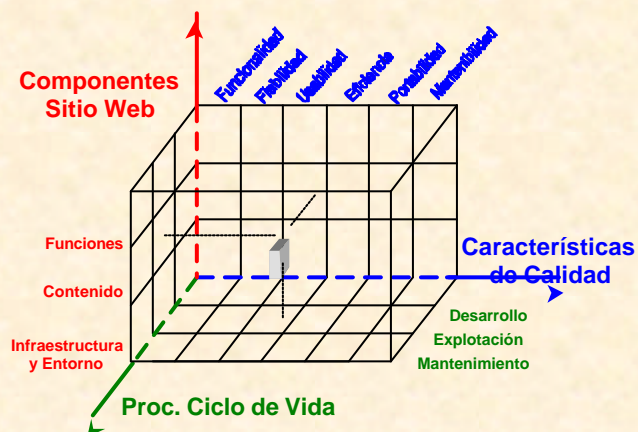 Componentes
Sitio Web
Funcionalidad
Fiabilidad
Usabilidad
Eficiencia
Portabilidad
Mantenibilidad
Funciones
Contenido
Infraestructura
y Entorno
Características
de Calidad
Desarrollo
Explotación
Mantenimiento
Proc. Ciclo de Vida